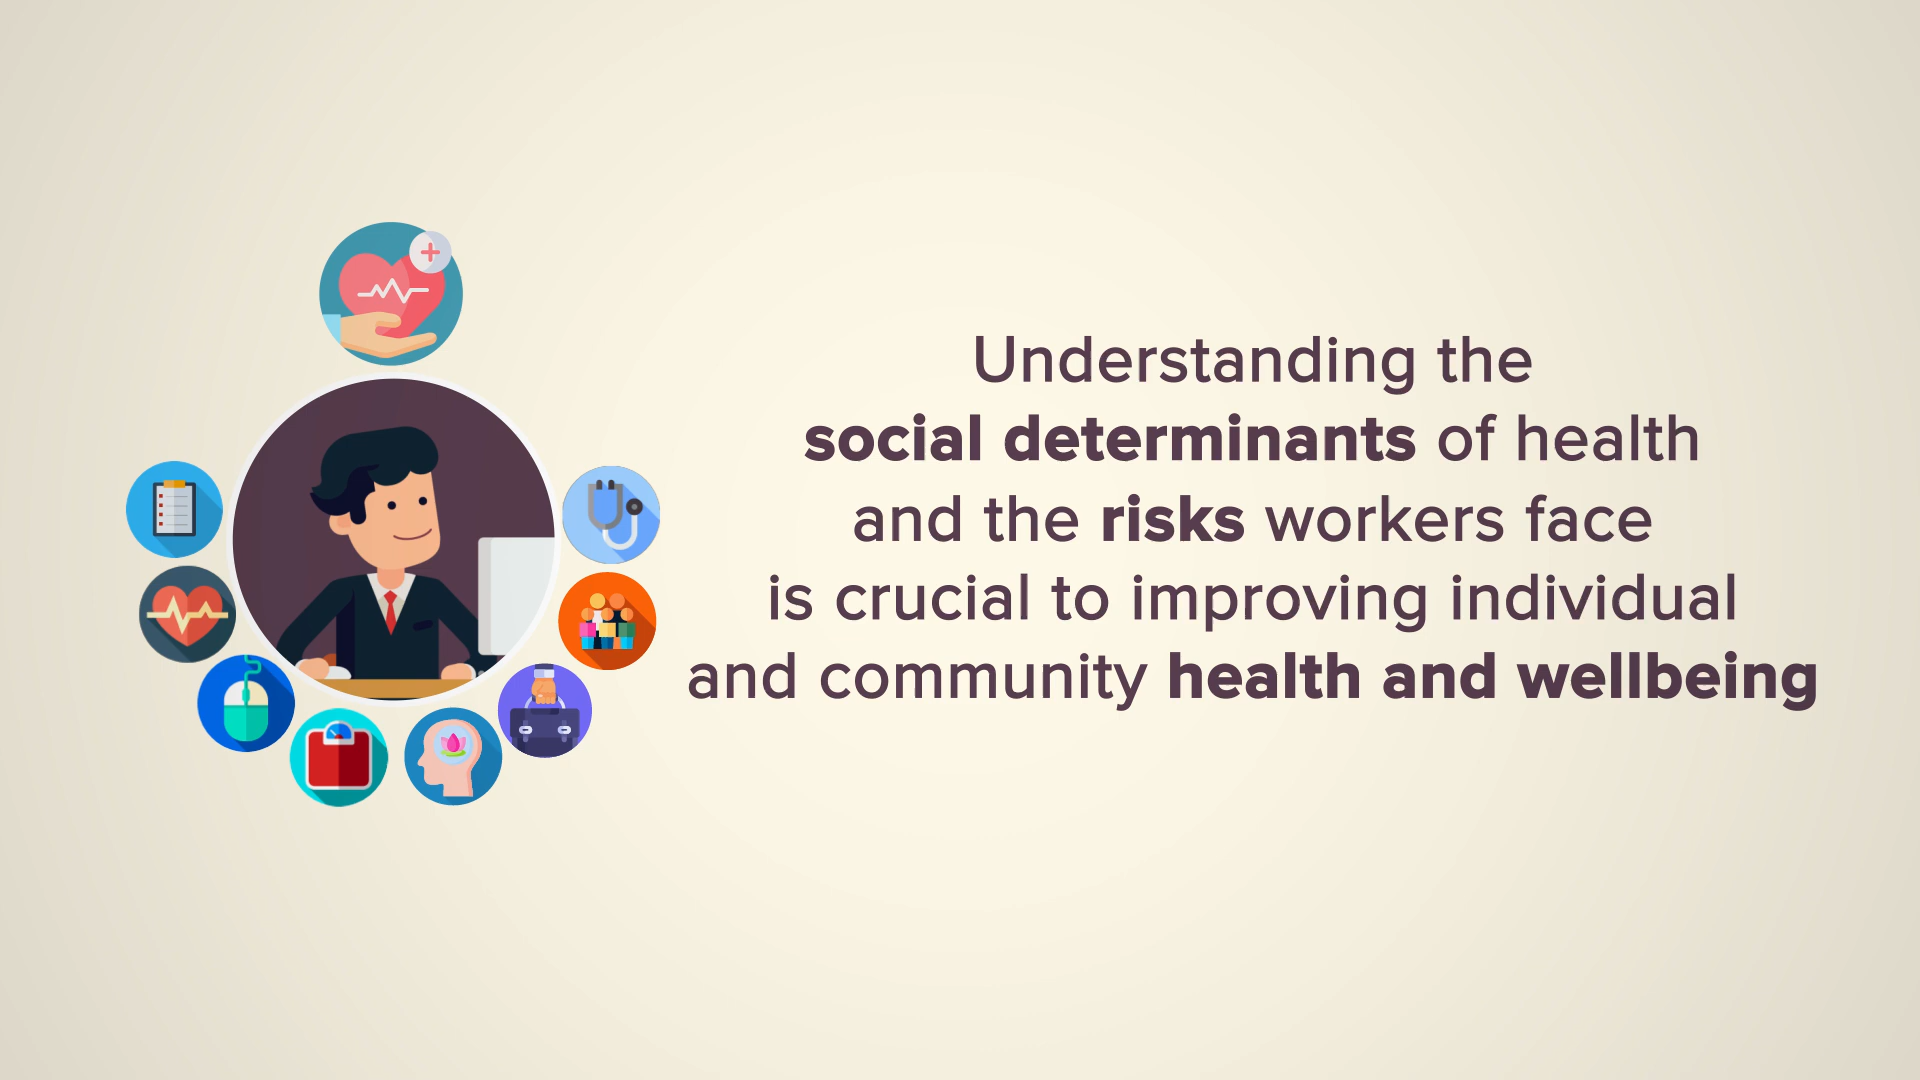 Understanding the
social determinants of health
and the risks workers face
is crucial to improving individual
and community health and wellbeing